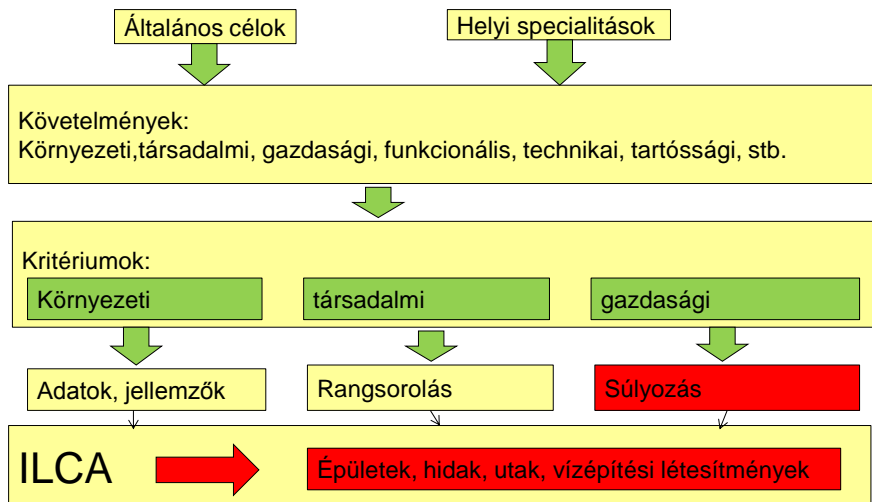 Általános célok
Helyi specialitások
Követelmények:
Környezeti,társadalmi, gazdasági, funkcionális, technikai, tartóssági, stb.
Kritériumok:
Környezeti
társadalmi
gazdasági
Adatok, jellemzők
Rangsorolás
Súlyozás
ILCA
Épületek, hidak, utak, vízépítési létesítmények